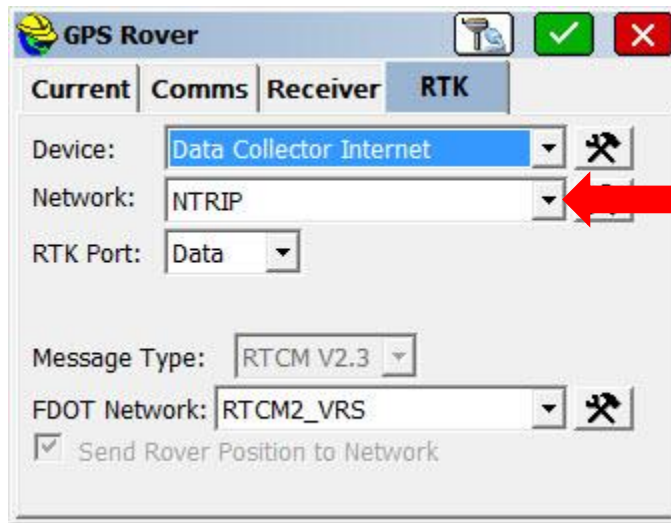 GPS Rover
Current Comms Receiver RTK
Device: Data Collector Internet
Network: NTRIP
RTK Port: Data
Message Type: RTCM V2.3
FDOT Network: RTCM2_VRS
Send Rover Position to Network